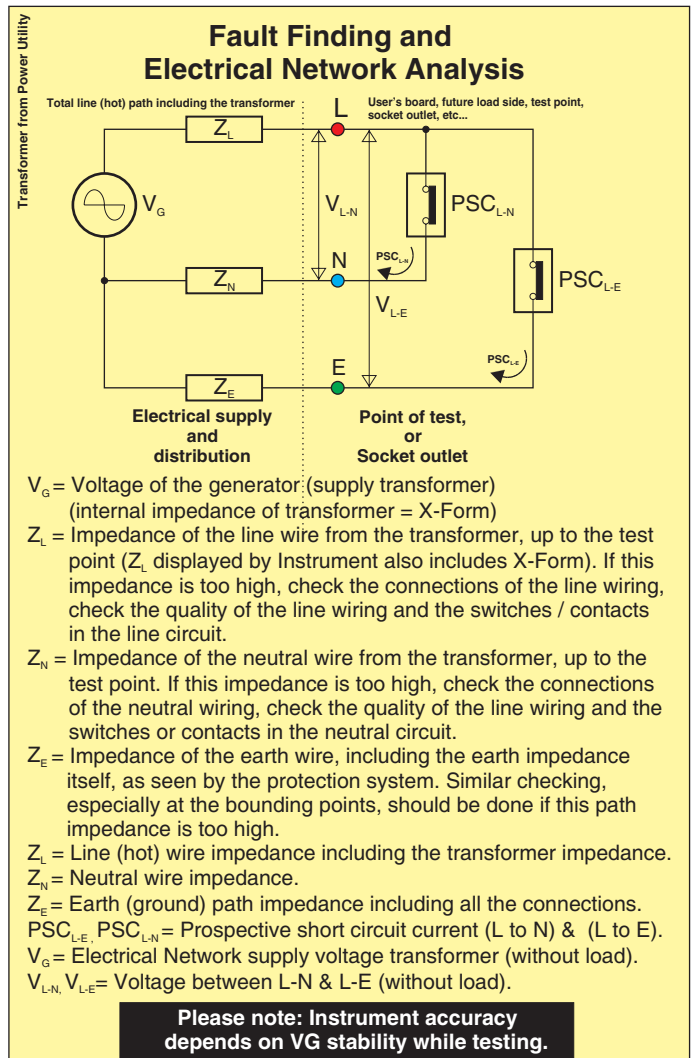 Transformer from Power Utility
Fault Finding and
Electrical Network Analysis
Total line (hot) path including the transformer
L
User's board, future load side, test point,
socket outlet, etc...
ZL
VG
VL-N
PSCL-N
PSCL-N
N
ZN
VL-E
PSCL-E
PSCL-E
E
ZE
Electrical supply
and
distribution
Point of test,
or
Socket outlet
VG = Voltage of the generator (supply transformer)
(internal impedance of transformer = X-Form)
ZL = Impedance of the line wire from the transformer, up to the test
point (ZL displayed by Instrument also includes X-Form). If this
impedance is too high, check the connections of the line wiring,
check the quality of the line wiring and the switches / contacts
in the line circuit.
ZN = Impedance of the neutral wire from the transformer, up to the
test point. If this impedance is too high, check the connections
of the neutral wiring, check the quality of the line wiring and the
switches or contacts in the neutral circuit.
ZE = Impedance of the earth wire, including the earth impedance
itself, as seen by the protection system. Similar checking,
especially at the bounding points, should be done if this path
impedance is too high.
ZL = Line (hot) wire impedance including the transformer impedance.
ZN = Neutral wire impedance.
ZE = Earth (ground) path impedance including all the connections.
PSCL-E, PSCL-N = Prospective short circuit current (L to N) & (L to E).
VG = Electrical Network supply voltage transformer (without load).
VL-N, VL-E = Voltage between L-N & L-E (without load).
Please note: Instrument accuracy
depends on VG stability while testing.